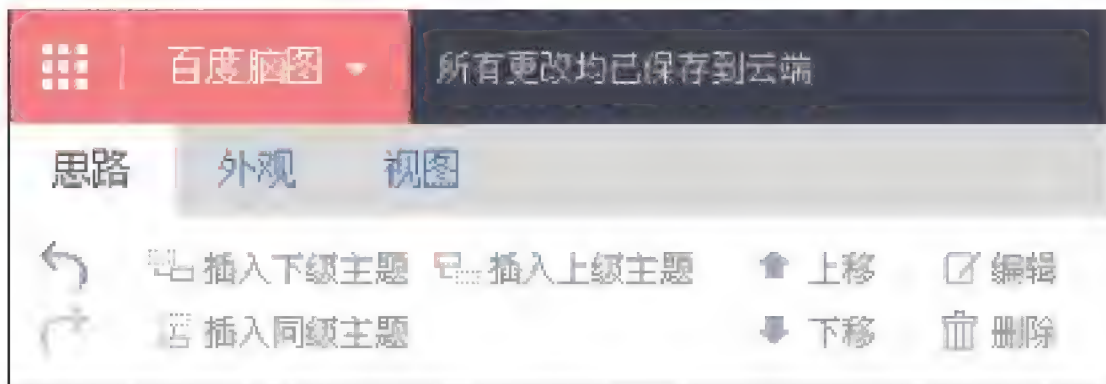 百度脑图 所有更改均已保存到云端
思路 外观 视图
插入下级主题 插入上级主题 上移 编辑
插入同级主题 下移 删除